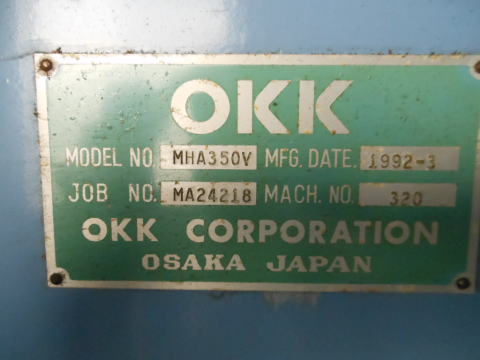 OKK
MODEL NO. MHA350V MFG. DATE. 1992-3
JOB NO. MA24218 MACH. NO. 320
OKK CORPORATION
OSAKA JAPAN